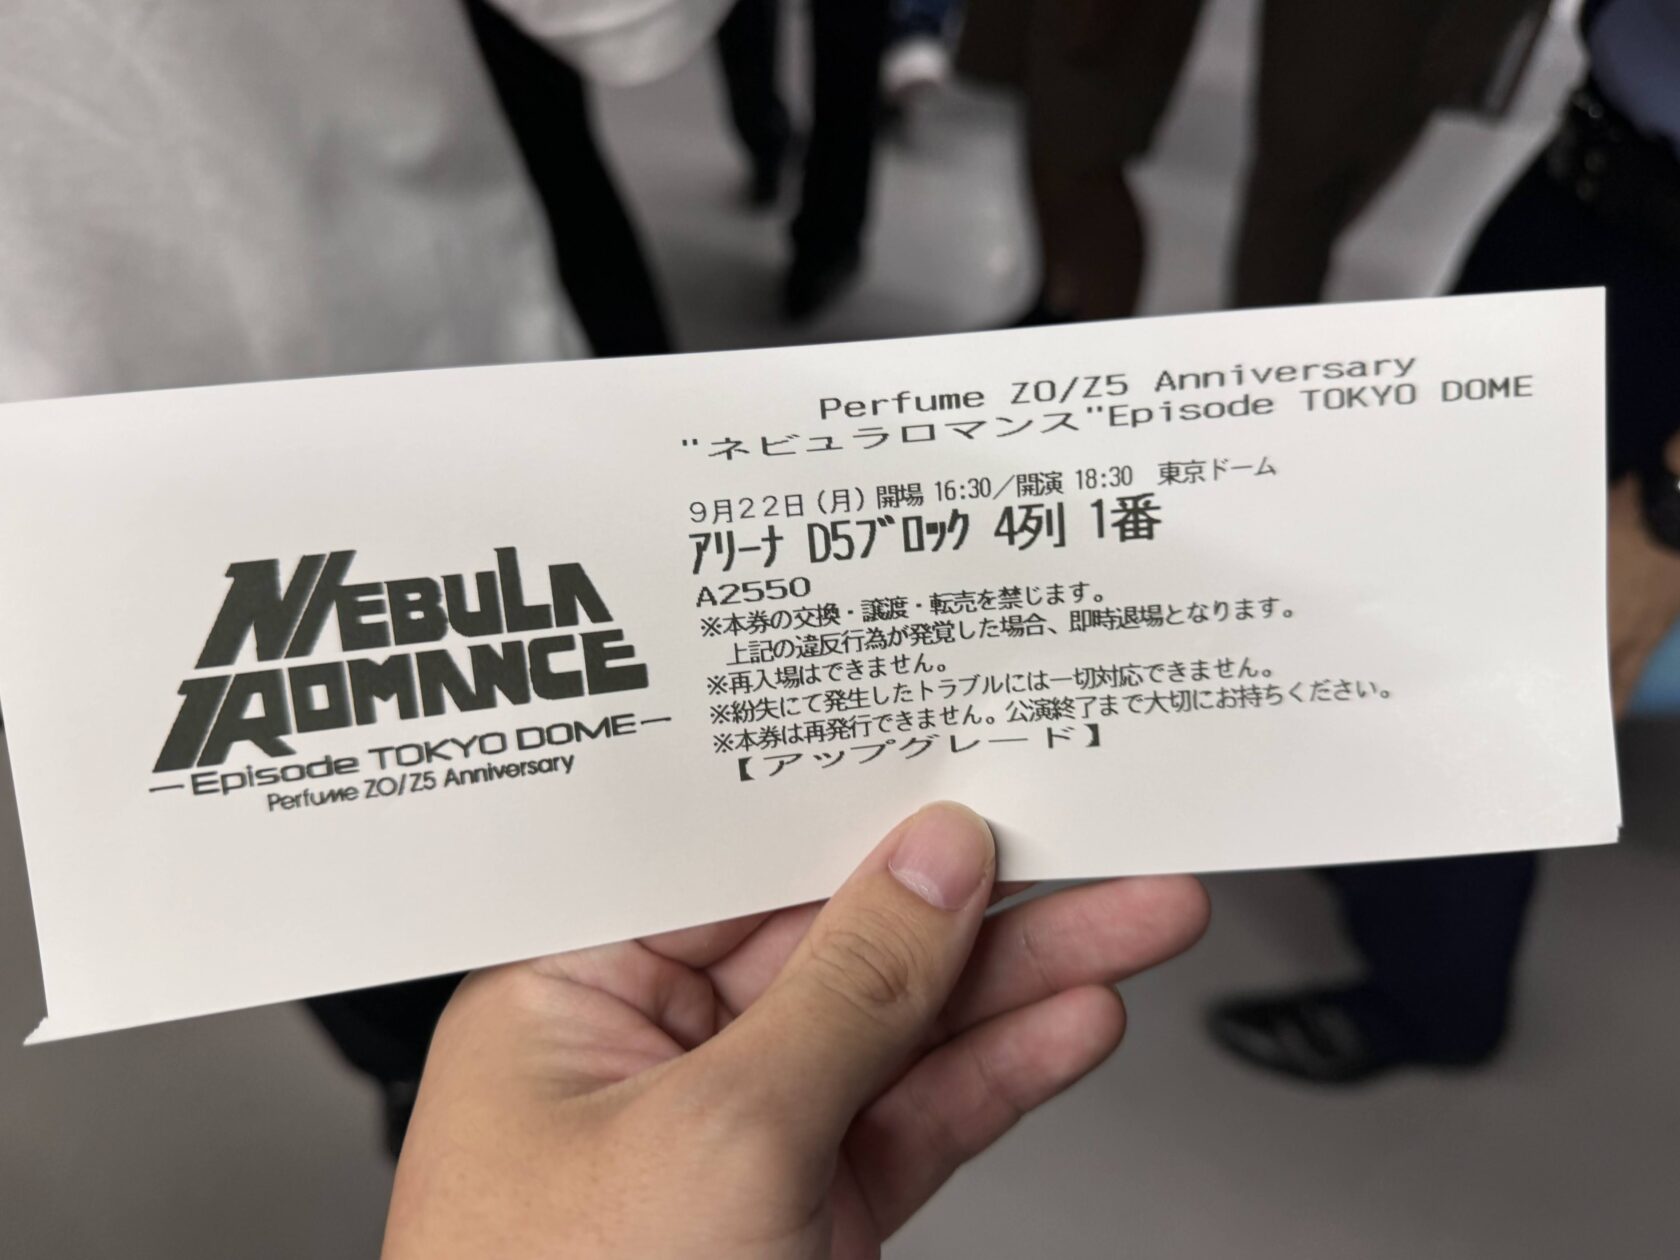 NEBULA
ROMANCE
—Episode TOKYO DOME—
Perfume ZO/Z5 Anniversary
Perfume ZO/Z5 Anniversary
"ネビュラロマンス"Episode TOKYO DOME
9月22日（月）開場 16:30／開演 18:30　東京ドーム
ｱﾘｰﾅ D5ﾌﾞﾛｯｸ 4列 1番
A2550
※本券の交換・譲渡・転売を禁じます。
上記の違反行為が発覚した場合、即時退場となります。
※再入場はできません。
※紛失にて発生したトラブルには一切対応できません。
※本券は再発行できません。公演終了まで大切にお持ちください。
【アップグレード】